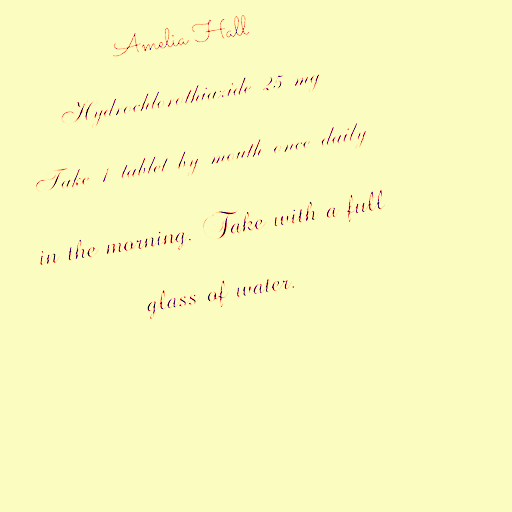 Amelia Hall
Hydrochlorothiazide 25 mg
Take 1 tablet by mouth once daily
in the morning. Take with a full
glass of water.